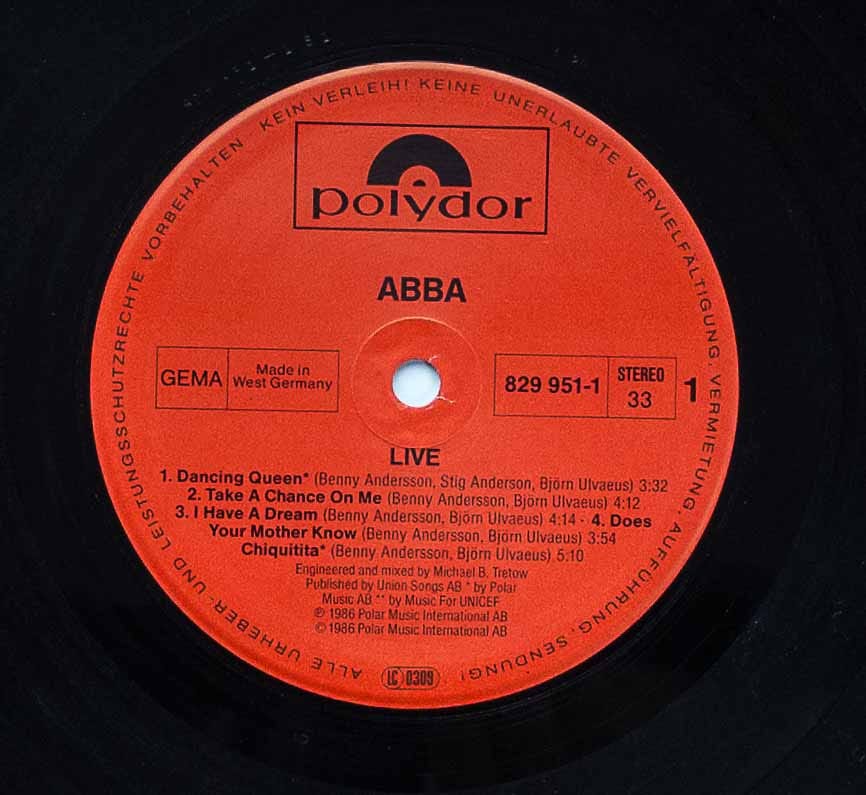 ALLE URHEBER- UND LEISTUNGSSCHUTZRECHTE VORBEHALTEN KEIN VERLEIH! KEINE UNERLAUBTE VERVIELFÄLTIGUNG, VERMIETUNG, AUFFÜHRUNG, SENDUNG!
polydor
ABBA
GEMA
Made in
West Germany
829 951-1
STEREO
33
1
LIVE
1. Dancing Queen* (Benny Andersson, Stig Anderson, Björn Ulvaeus) 3:32
2. Take A Chance On Me (Benny Andersson, Björn Ulvaeus) 4:12
3. I Have A Dream (Benny Andersson, Björn Ulvaeus) 4:14 · 4. Does
Your Mother Know (Benny Andersson, Björn Ulvaeus) 3:54
Chiquitita* (Benny Andersson, Björn Ulvaeus) 5:10
Engineered and mixed by Michael B. Tretow
Published by Union Songs AB * by Polar
Music AB ** by Music For UNICEF
℗ 1986 Polar Music International AB
© 1986 Polar Music International AB
LC 0309